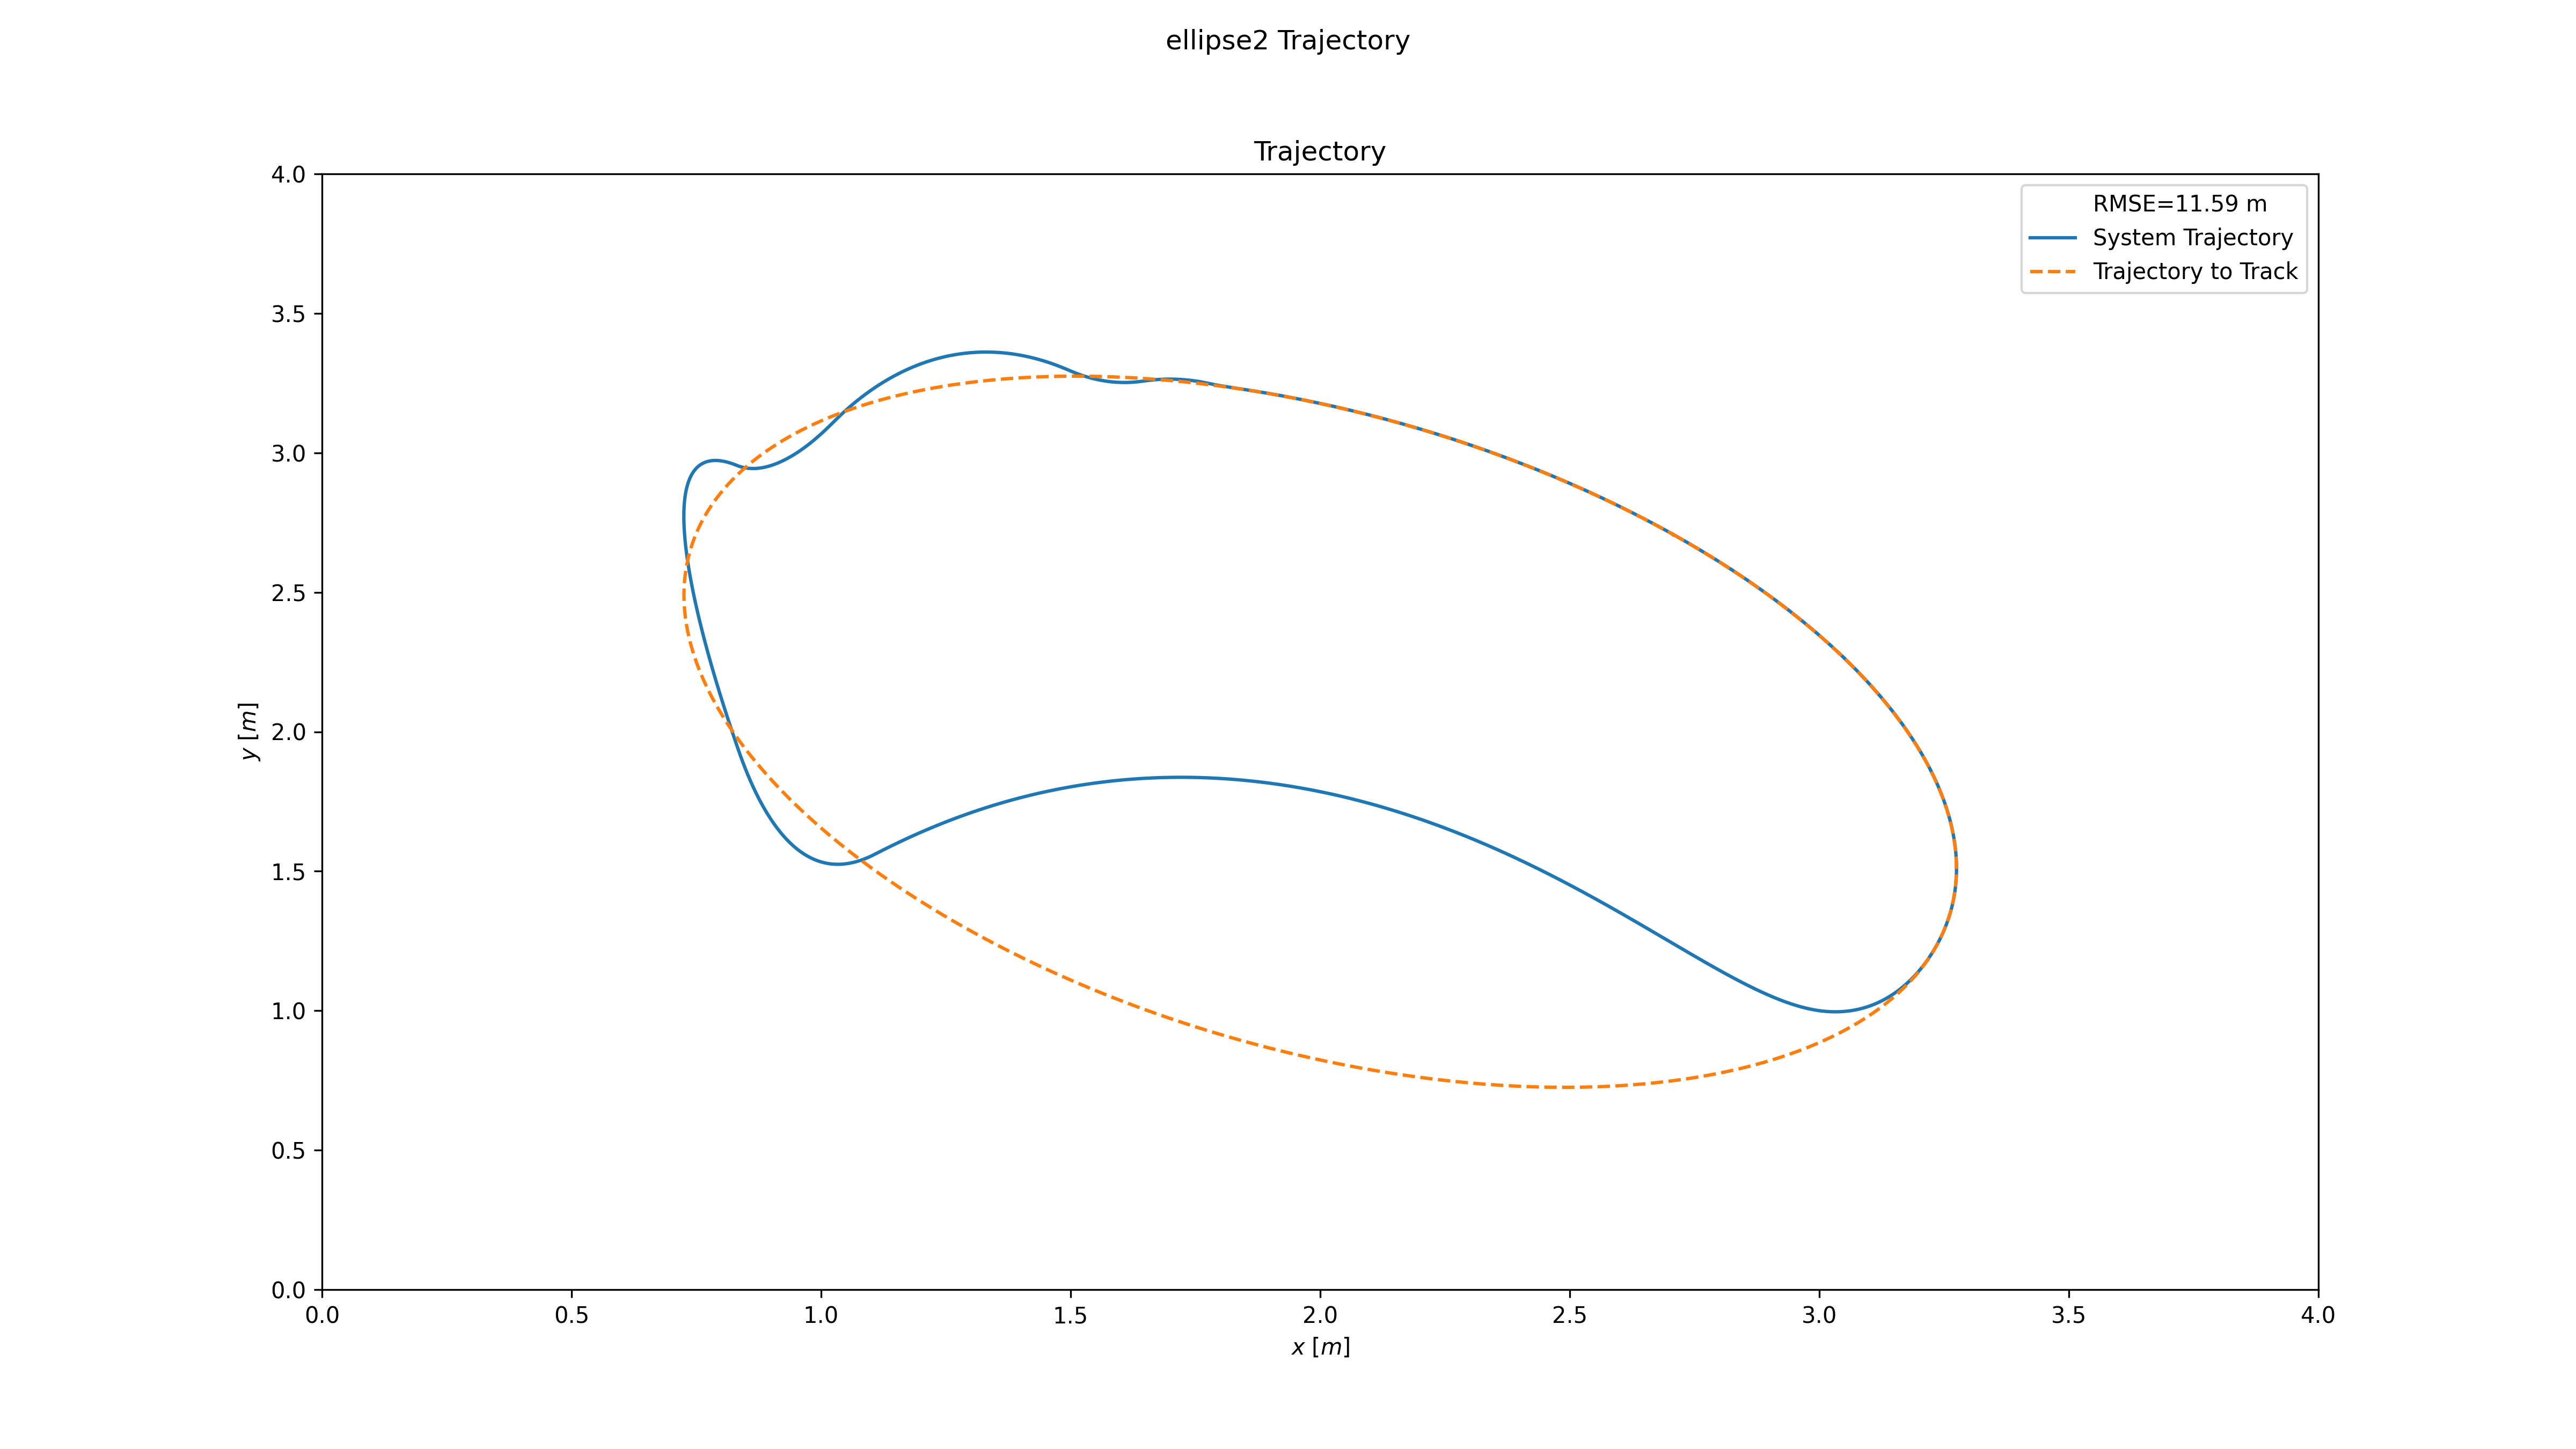 ellipse2 Trajectory
Trajectory
RMSE=11.59 m
System Trajectory
Trajectory to Track
4.0
3.5
3.0
2.5
2.0
1.5
1.0
0.5
0.0
y [m]
0.0 0.5 1.0 1.5 2.0 2.5 3.0 3.5 4.0
x [m]